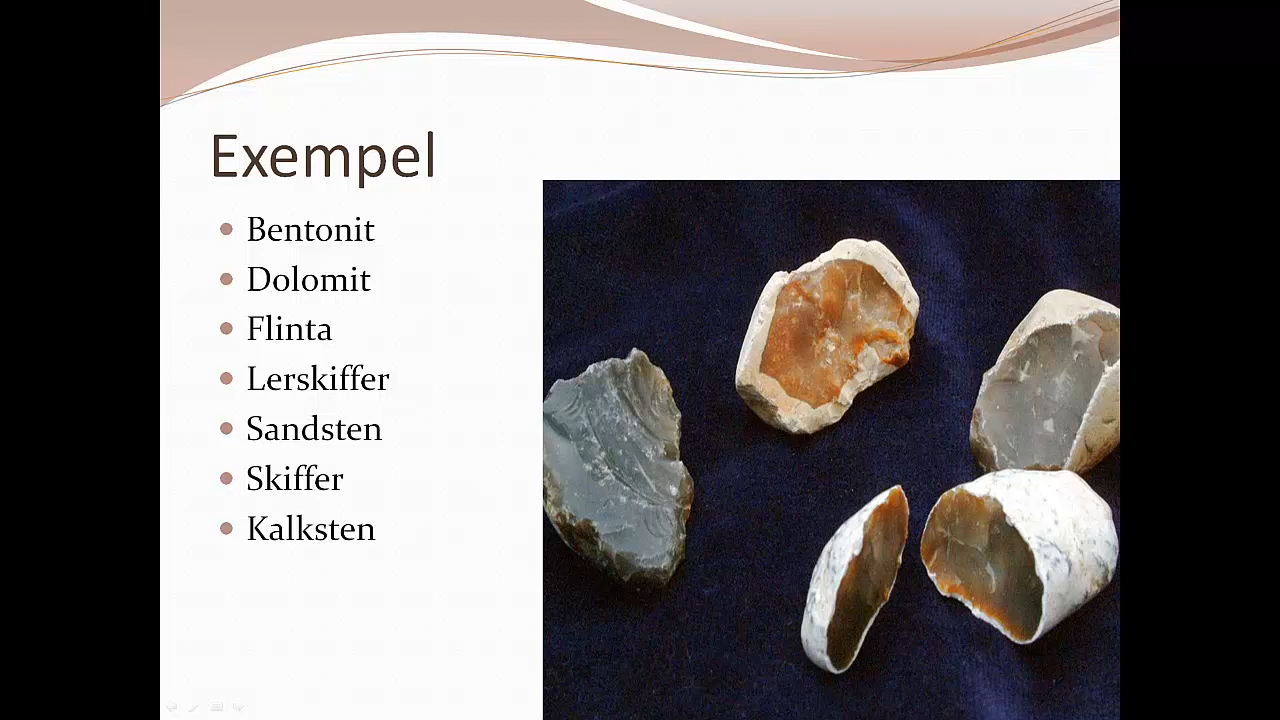 Exempel
Bentonit
Dolomit
Flinta
Lerskiffer
Sandsten
Skiffer
Kalksten